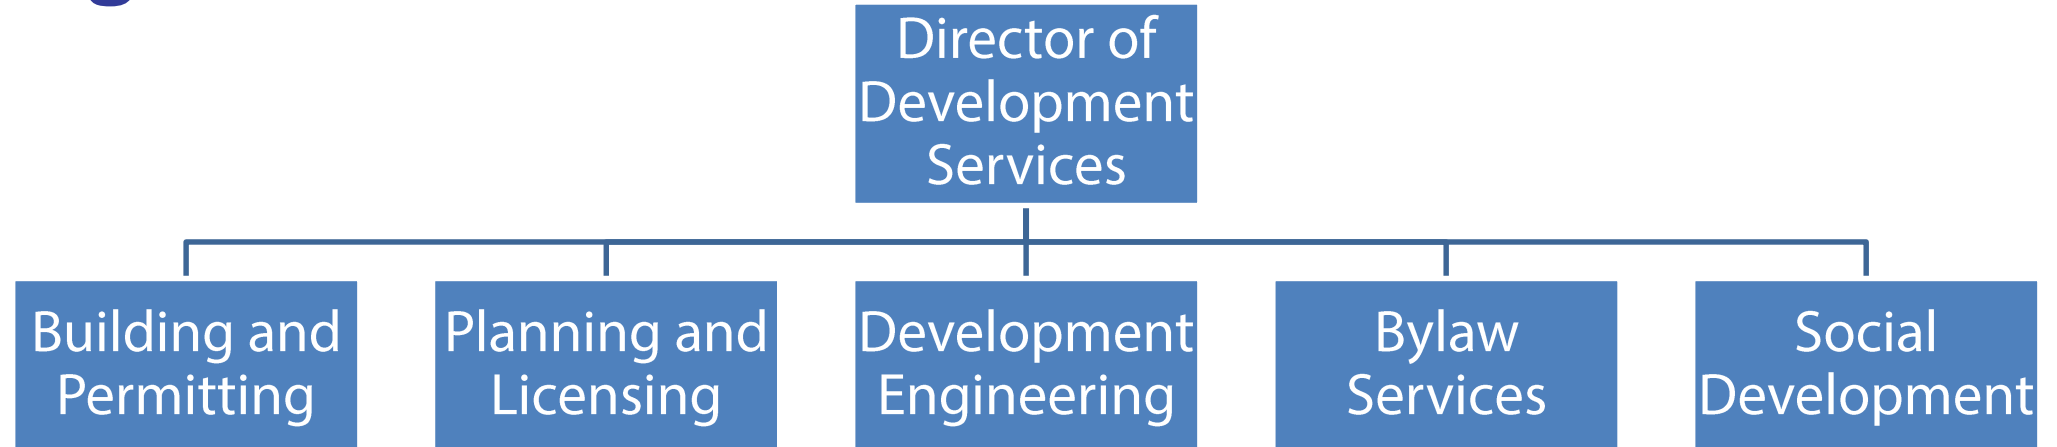 Director of
Development
Services
Building and
Permitting
Planning and
Licensing
Development
Engineering
Bylaw
Services
Social
Development